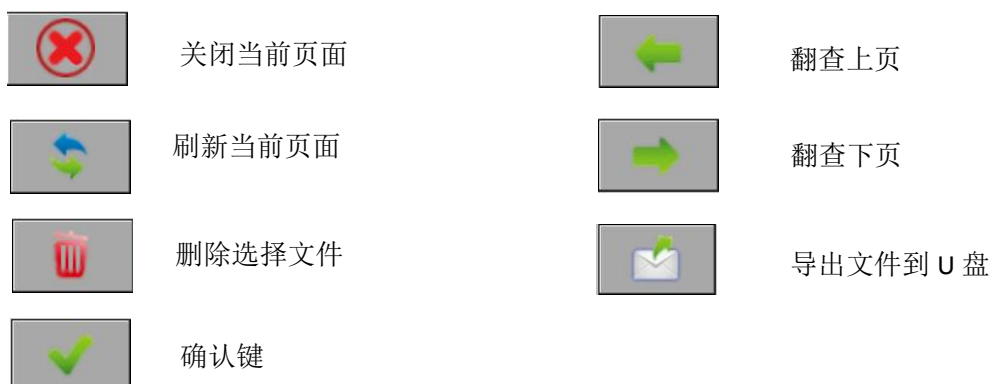 关闭当前页面
翻查上页
刷新当前页面
翻查下页
删除选择文件
导出文件到 U 盘
确认键